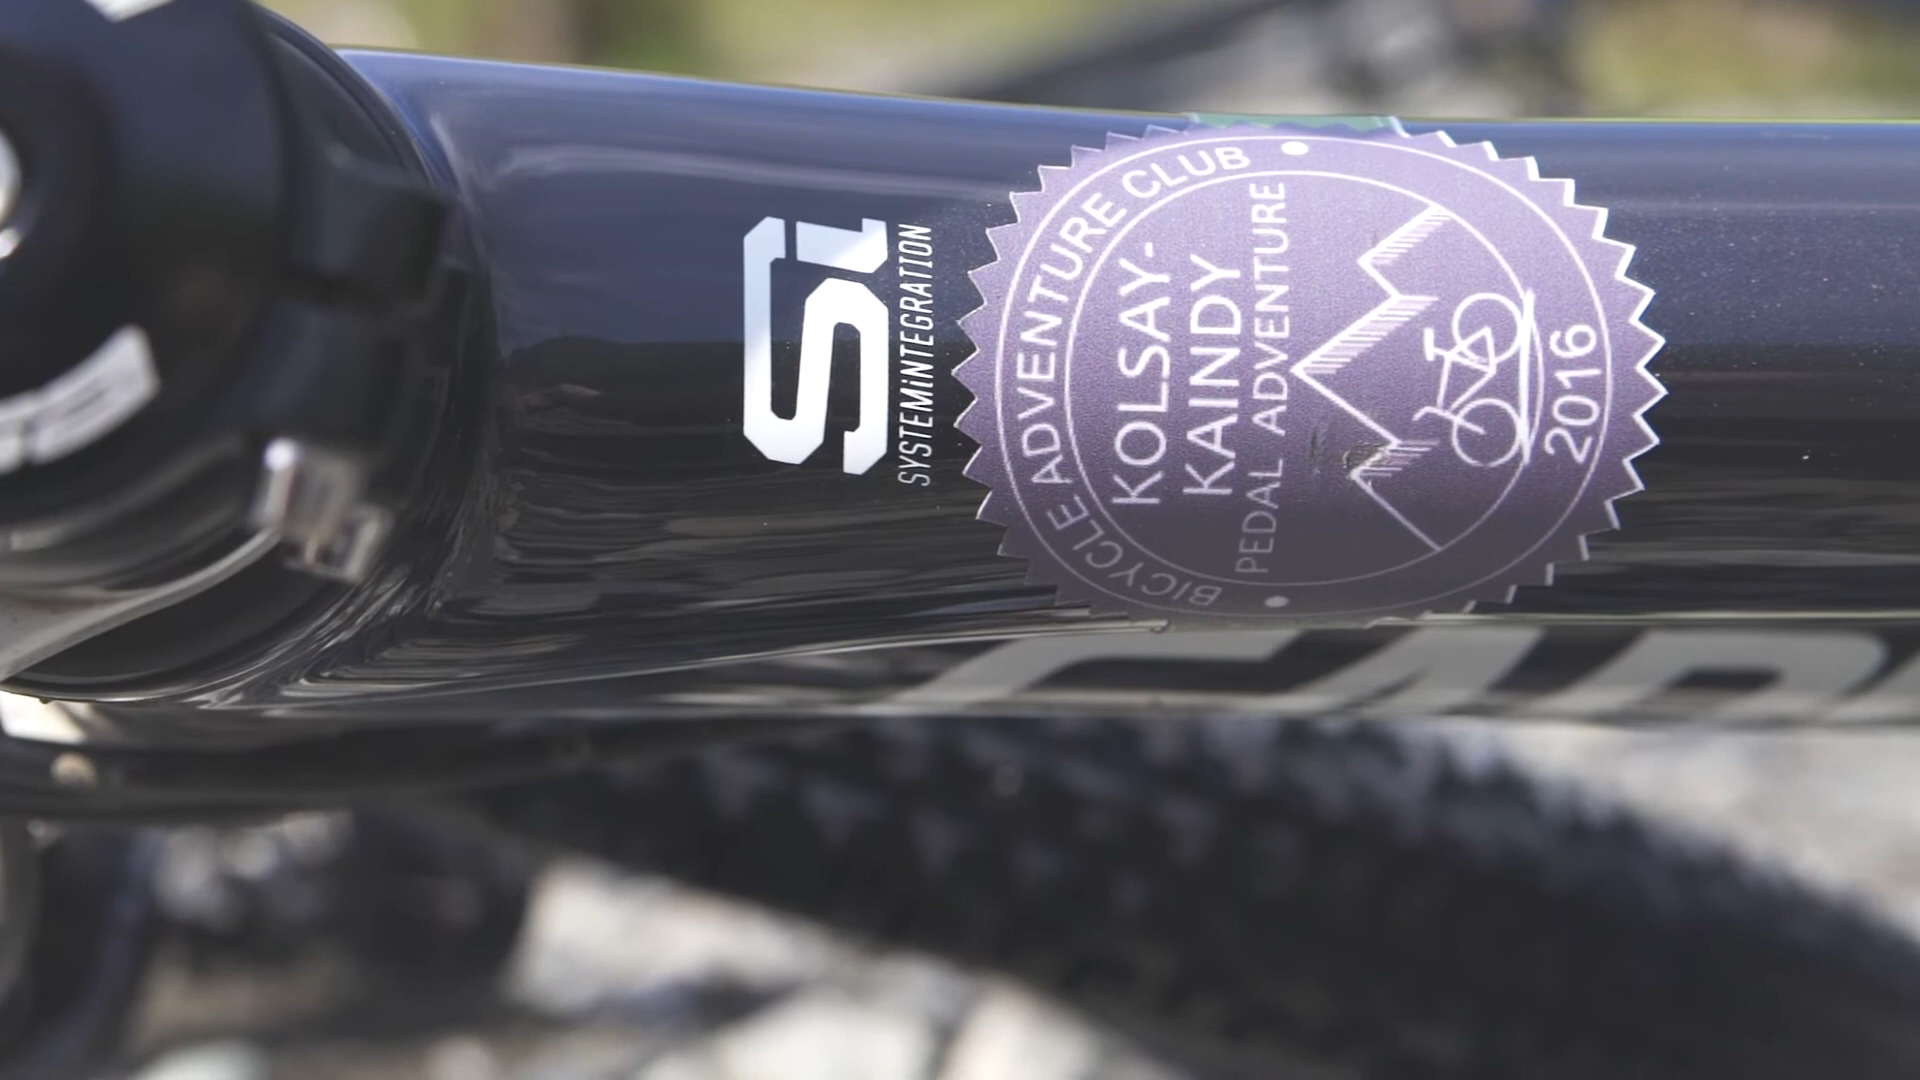 Si
SYSTEMiNTEGRATION
BICYCLE ADVENTURE CLUB
KOLSAY-
KAINDY
PEDAL ADVENTURE
2016